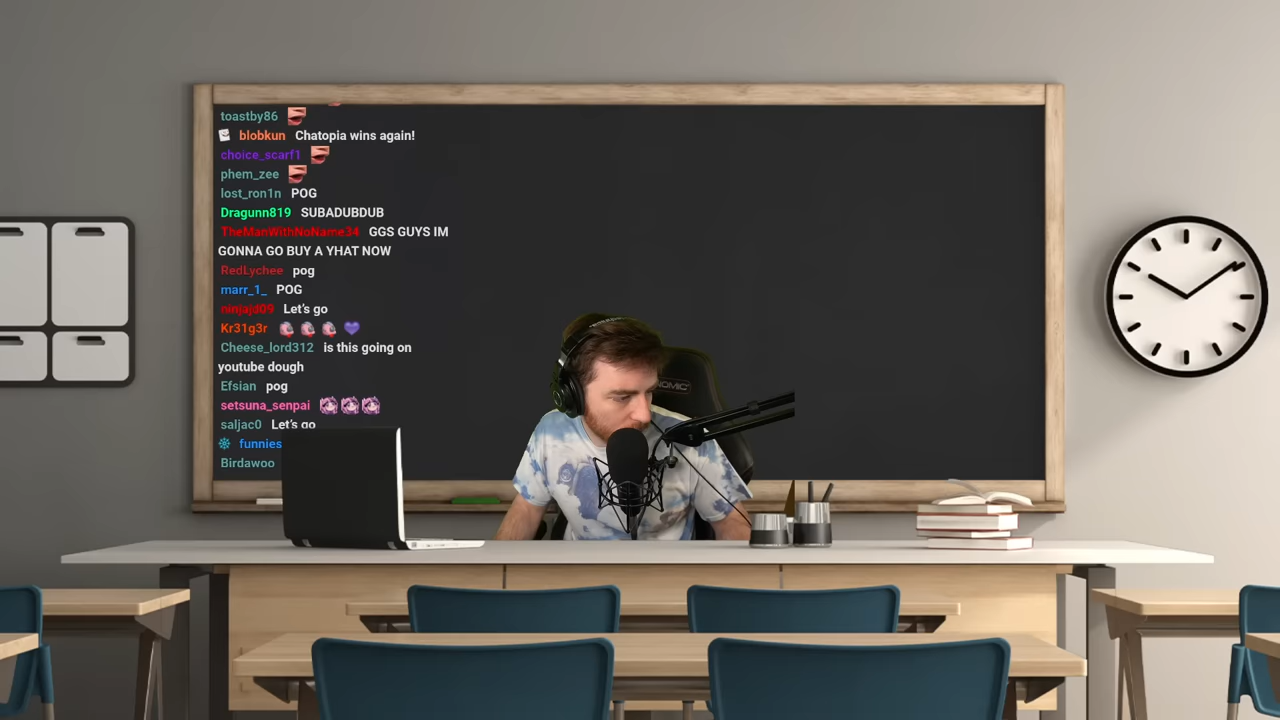 toastby86
blobkun Chatopia wins again!
choice_scarf1
phem_zee
lost_ron1n POG
Dragunn819 SUBADUBDUB
TheManWithNoName34 GGS GUYS IM
GONNA GO BUY A YHAT NOW
RedLychee pog
marr_1_ POG
ninjajd09 Let's go
Kr31g3r
Cheese_lord312 is this going on
youtube dough
Efsian pog
setsuna_senpai
saljac0 Let's go
funnies
Birdawoo